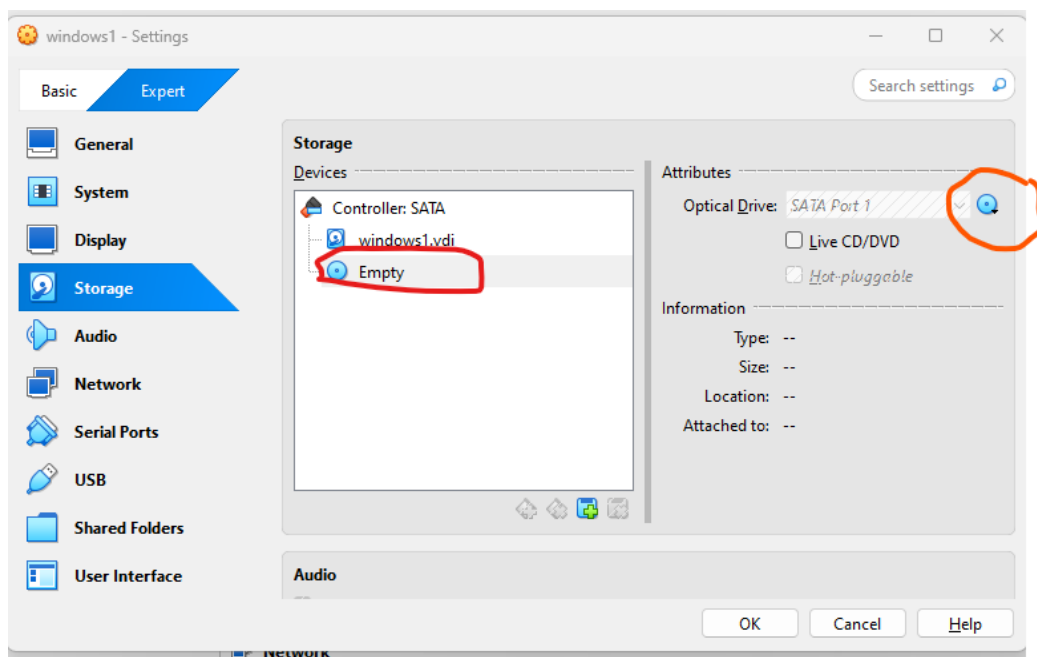 windows1 - Settings
Basic Expert Search settings
General
System
Display
Storage
Audio
Network
Serial Ports
USB
Shared Folders
User Interface
Storage
Devices
Controller: SATA
windows1.vdi
Empty
Attributes
Optical Drive: SATA Port 1
Live CD/DVD
Hot-pluggable
Information
Type: --
Size: --
Location: --
Attached to: --
Audio
OK Cancel Help
Network